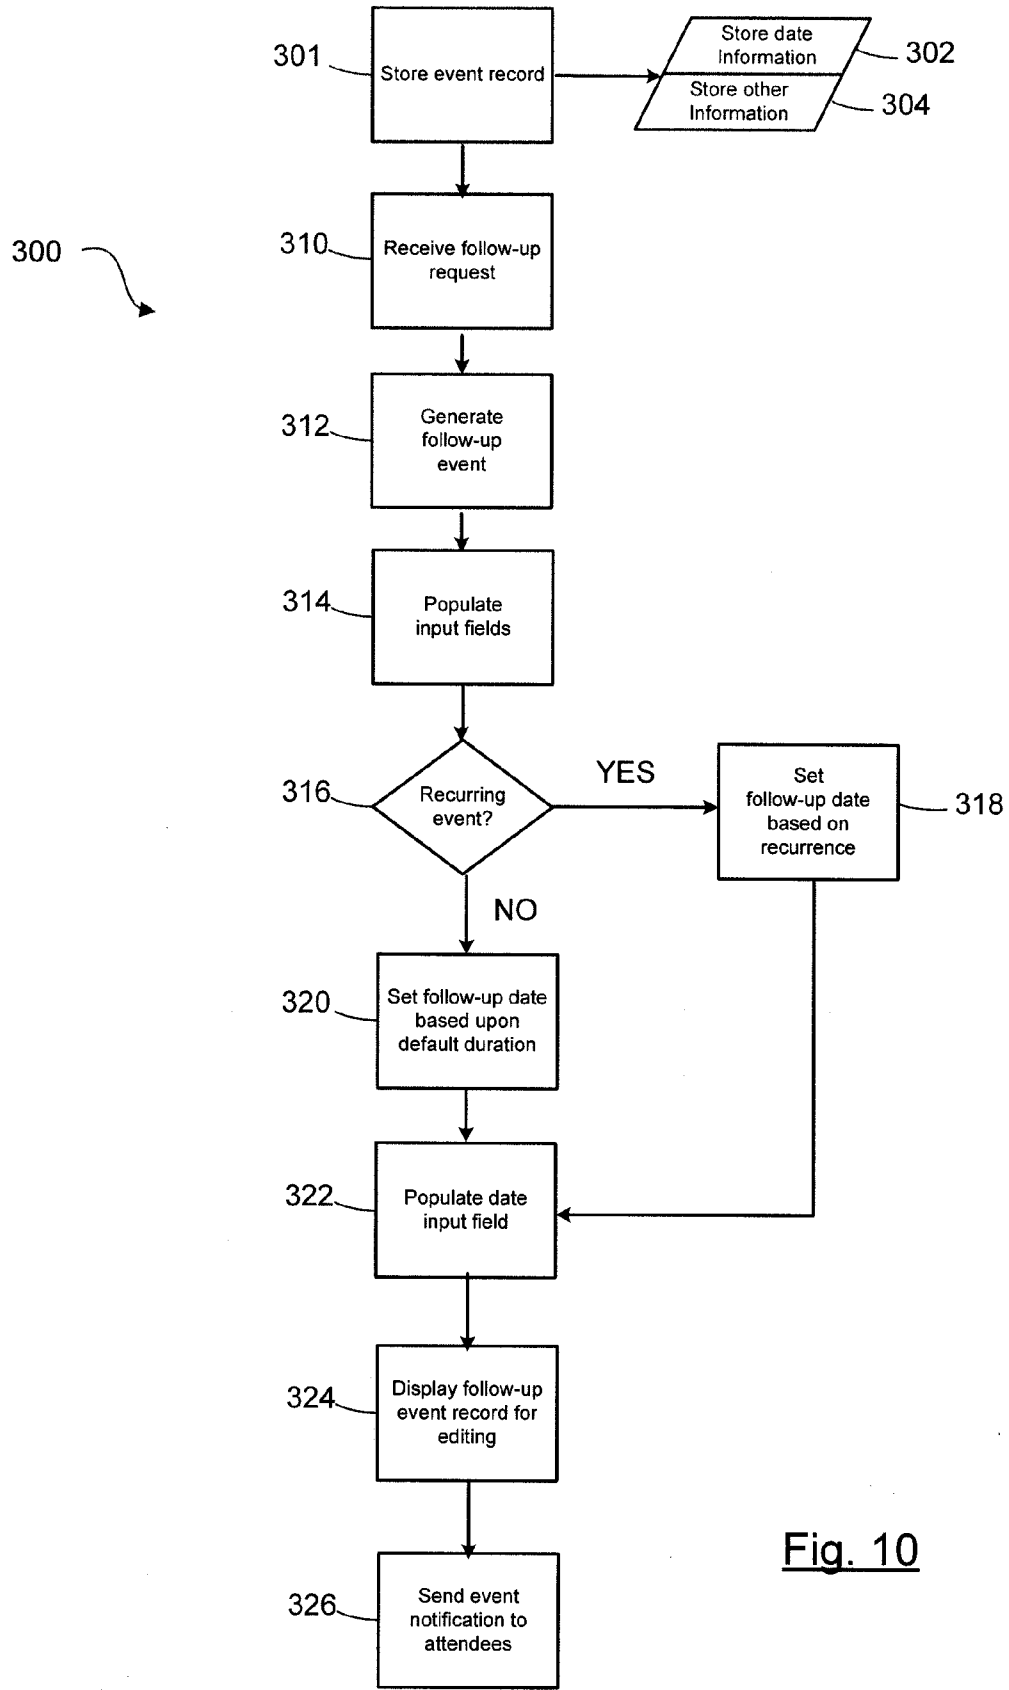 301
Store event record
Store date
Information
302
Store other
Information
304
300
310
Receive follow-up
request
312
Generate
follow-up
event
314
Populate
input fields
316
Recurring
event?
YES
Set
follow-up date
based on
recurrence
318
NO
320
Set follow-up date
based upon
default duration
322
Populate date
input field
324
Display follow-up
event record for
editing
326
Send event
notification to
attendees
Fig. 10